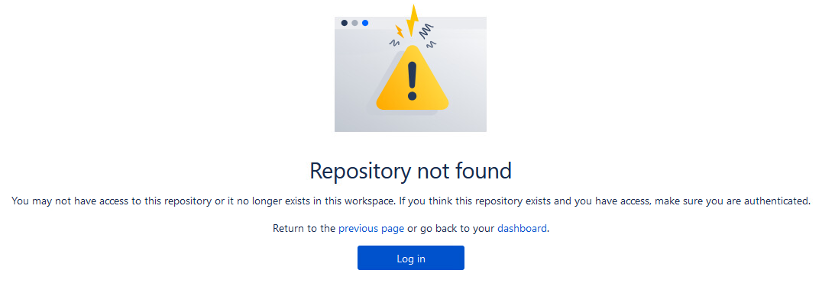 Repository not found
You may not have access to this repository or it no longer exists in this workspace. If you think this repository exists and you have access, make sure you are authenticated.
Return to the previous page or go back to your dashboard.
Log in